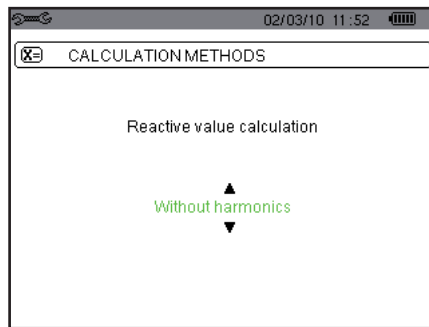 02/03/10 11:52
X= CALCULATION METHODS
Reactive value calculation
Without harmonics